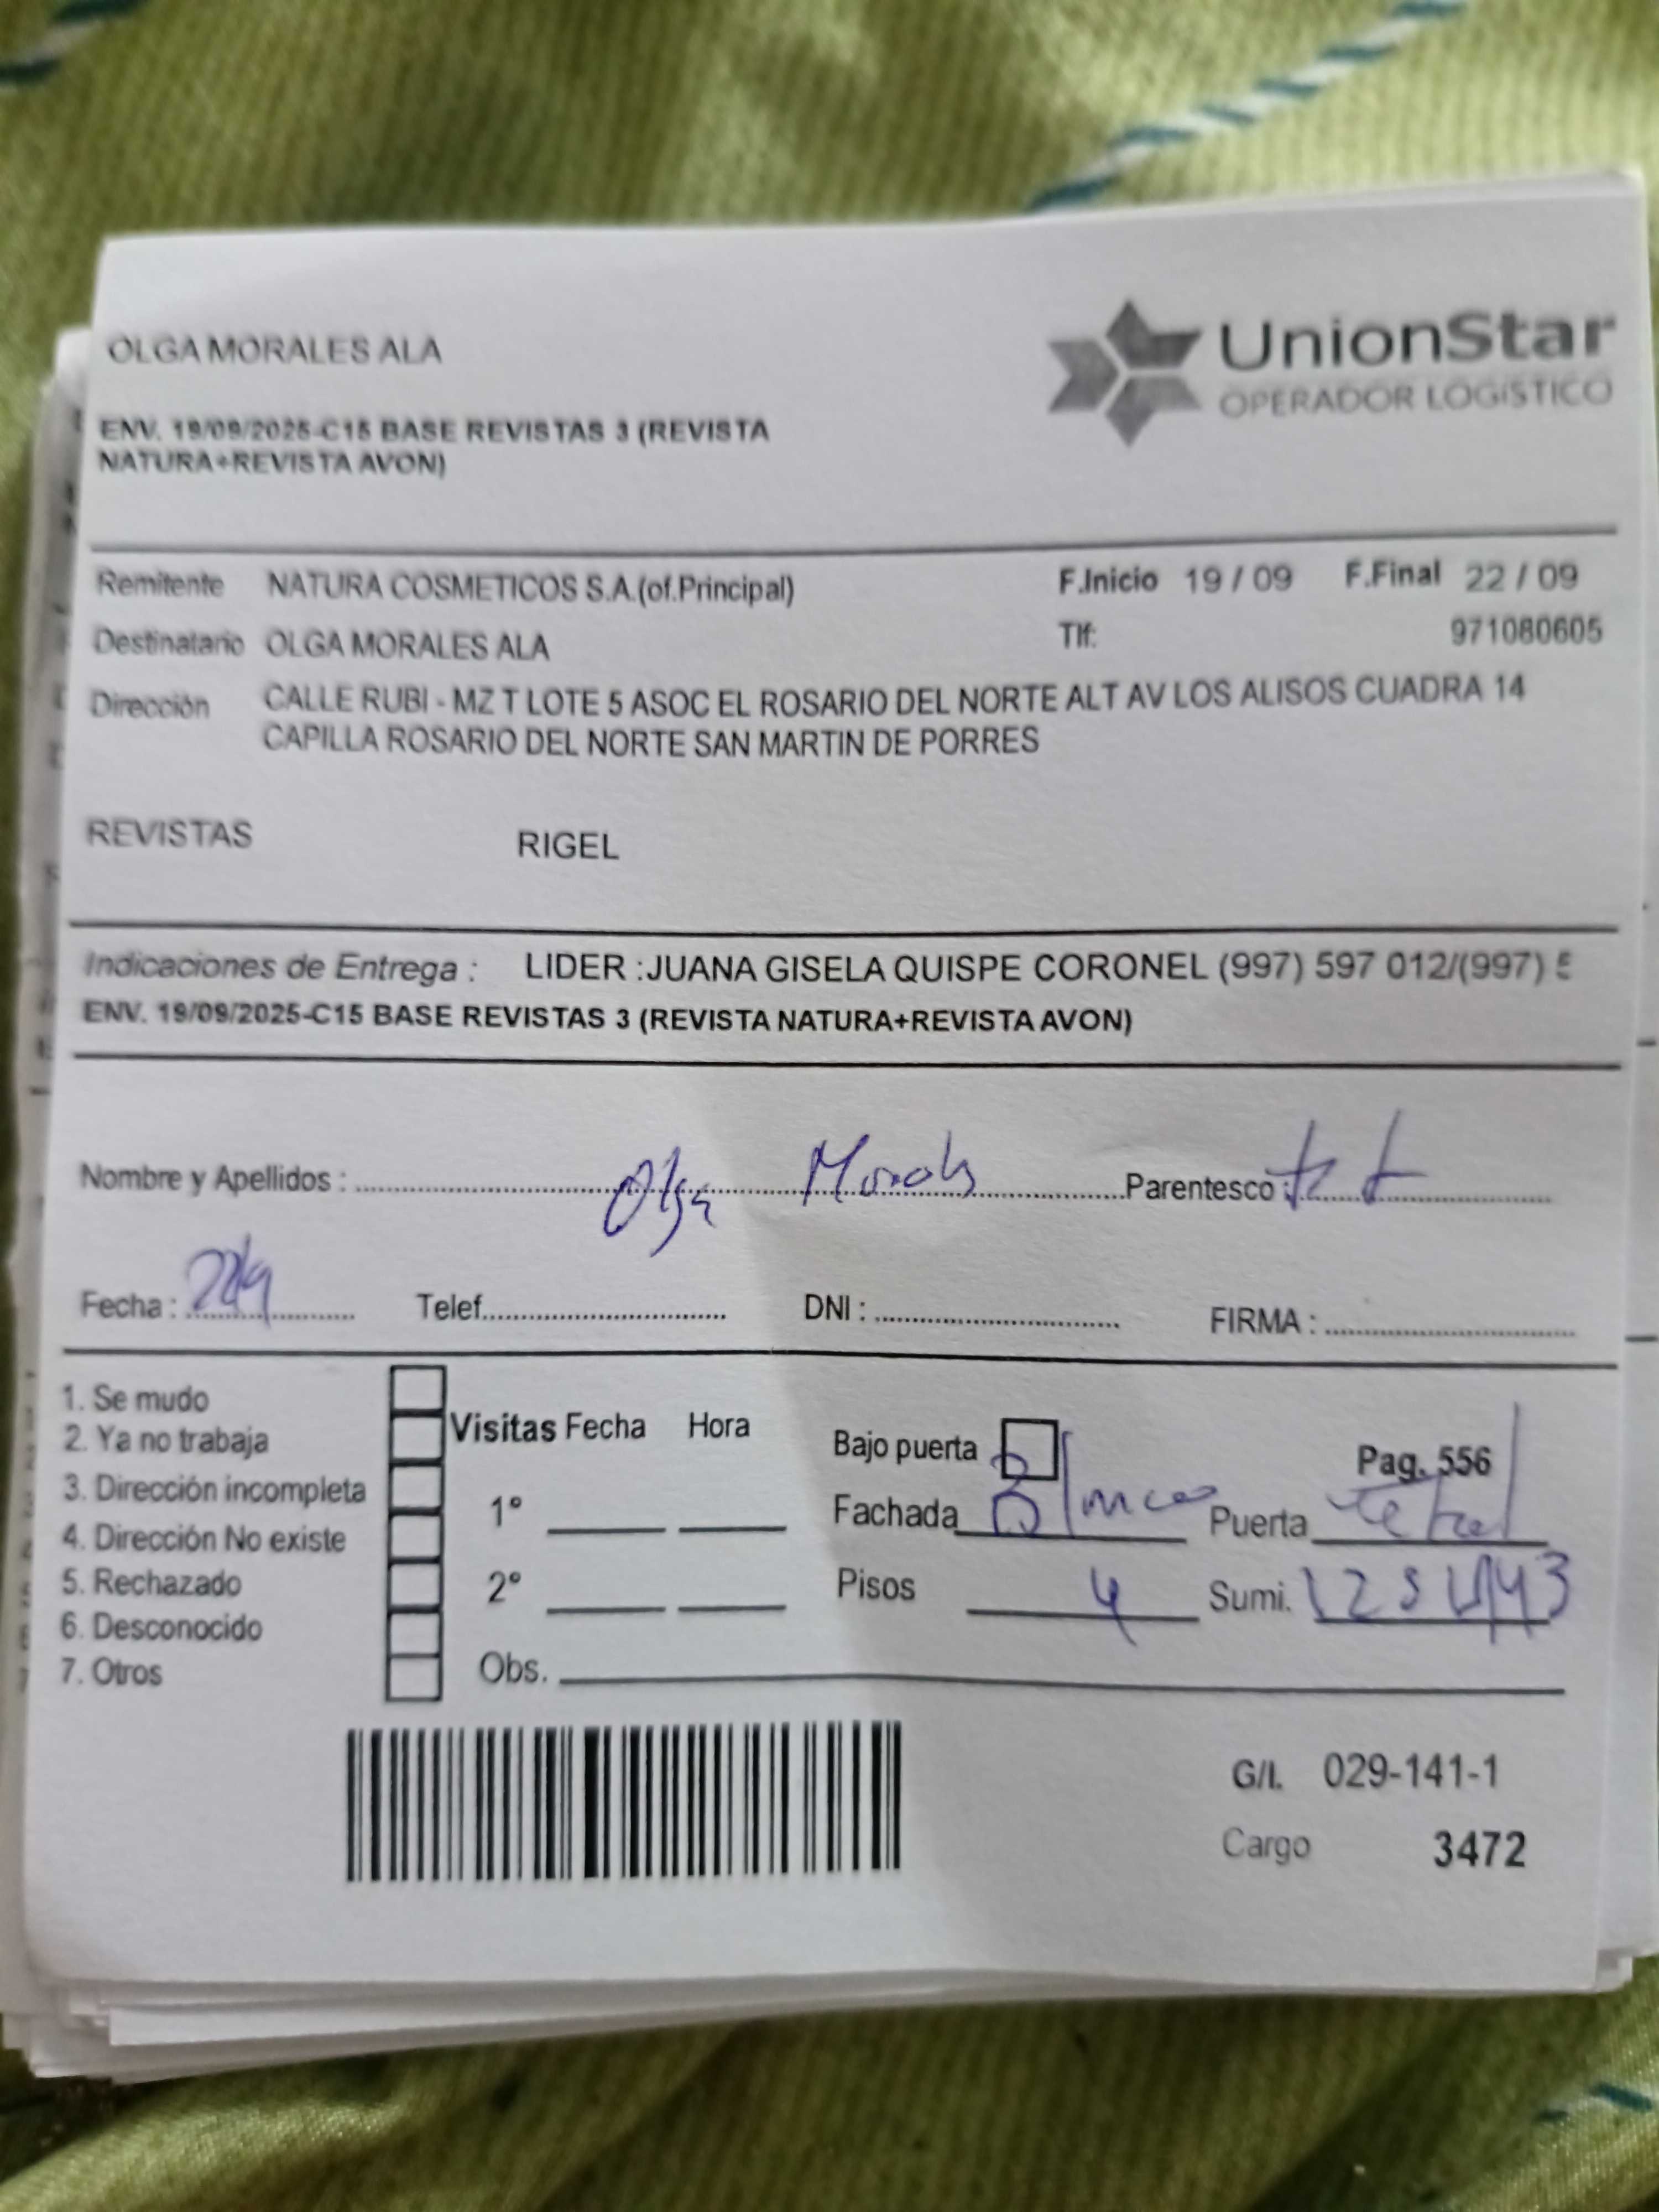 OLGA MORALES ALA
UnionStar
OPERADOR LOGISTICO
ENV. 19/09/2025-C15 BASE REVISTAS 3 (REVISTA
NATURA+REVISTA AVON)
Remitente NATURA COSMETICOS S.A.(of.Principal) F.Inicio 19 / 09 F.Final 22 / 09
Destinatario OLGA MORALES ALA Tlf: 971080605
Dirección CALLE RUBI - MZ T LOTE 5 ASOC EL ROSARIO DEL NORTE ALT AV LOS ALISOS CUADRA 14
CAPILLA ROSARIO DEL NORTE SAN MARTIN DE PORRES
REVISTAS RIGEL
Indicaciones de Entrega : LIDER :JUANA GISELA QUISPE CORONEL (997) 597 012/(997) 5
ENV. 19/09/2025-C15 BASE REVISTAS 3 (REVISTA NATURA+REVISTA AVON)
Nombre y Apellidos : Olga Morales Parentesco :
Fecha : 22/9 Telef. DNI : FIRMA :
1. Se mudo
2. Ya no trabaja
3. Dirección incompleta
4. Dirección No existe
5. Rechazado
6. Desconocido
7. Otros
Visitas Fecha Hora
1°
2°
Obs.
Bajo puerta Pag. 556
Fachada Blanco Puerta
Pisos 4 Sumi.
G/I. 029-141-1
Cargo 3472